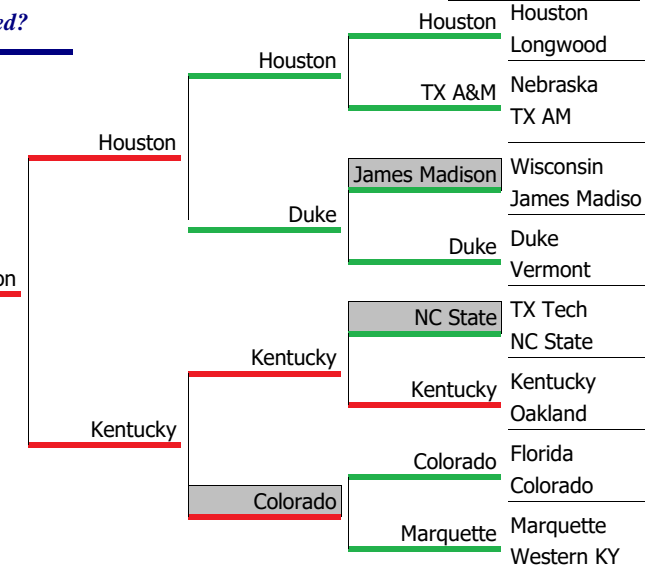 ed?
Houston
Longwood
Nebraska
TX AM
Wisconsin
James Madiso
Duke
Vermont
TX Tech
NC State
Kentucky
Oakland
Florida
Colorado
Marquette
Western KY
Houston
TX A&M
James Madison
Duke
NC State
Kentucky
Colorado
Marquette
Houston
Duke
Kentucky
Colorado
Houston
Kentucky
on